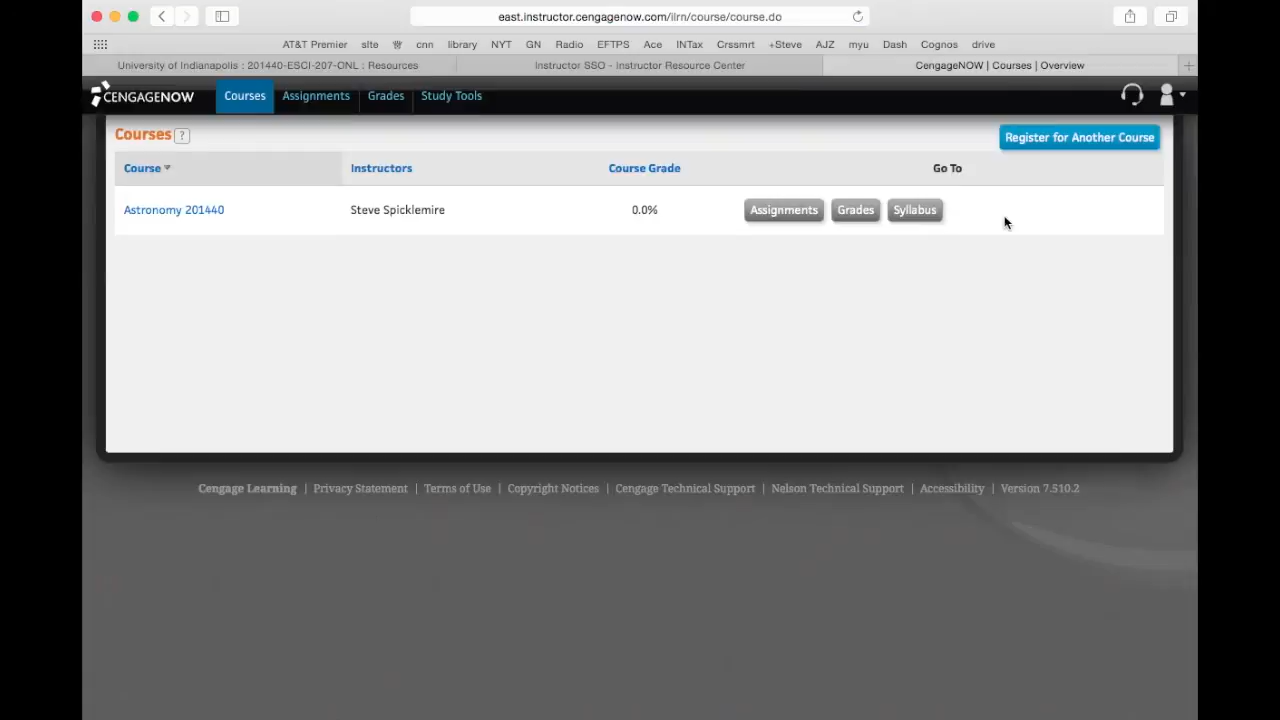 east.instructor.cengagenow.com/ilrn/course/course.do
AT&T Premier site cnn library NYT GN Radio EFTPS Ace INTax Crssmrt +Steve AJZ myu Dash Cognos drive
University of Indianapolis : 201440-ESCI-207-ONL : Resources Instructor SSO - Instructor Resource Center CengageNOW | Courses | Overview +
CENGAGENOW Courses Assignments Grades Study Tools
Courses ? Register for Another Course
Course Instructors Course Grade Go To
Astronomy 201440 Steve Spicklemire 0.0% Assignments Grades Syllabus
Cengage Learning | Privacy Statement | Terms of Use | Copyright Notices | Cengage Technical Support | Nelson Technical Support | Accessibility | Version 7.510.2